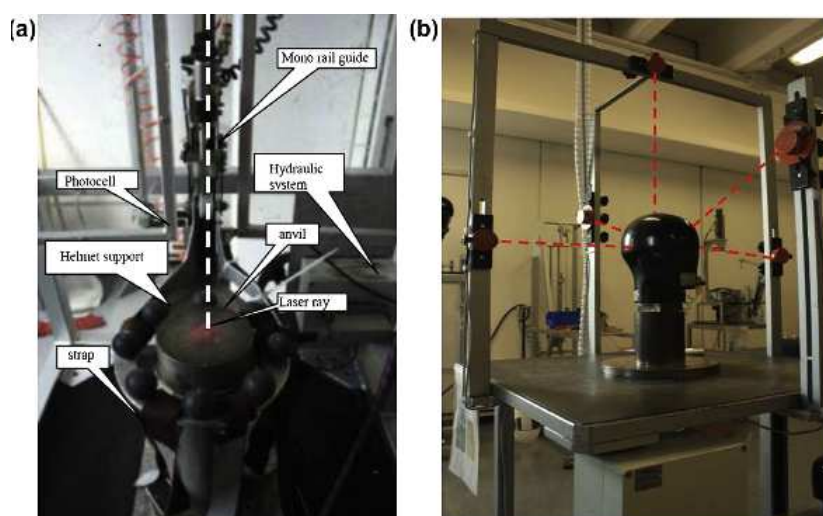 (a)
(b)
Mono rail guide
Photocell
Hydraulic system
anvil
Helmet support
Laser ray
strap